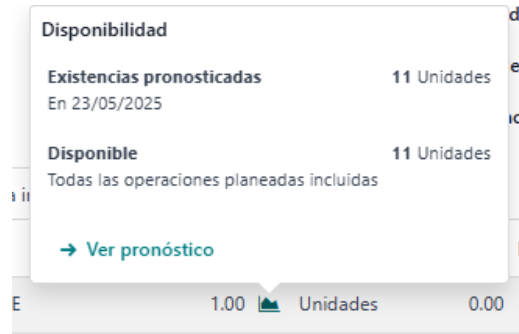 Disponibilidad
Existencias pronosticadas 11 Unidades
En 23/05/2025
Disponible 11 Unidades
Todas las operaciones planeadas incluidas
→ Ver pronóstico
E 1.00 Unidades 0.00